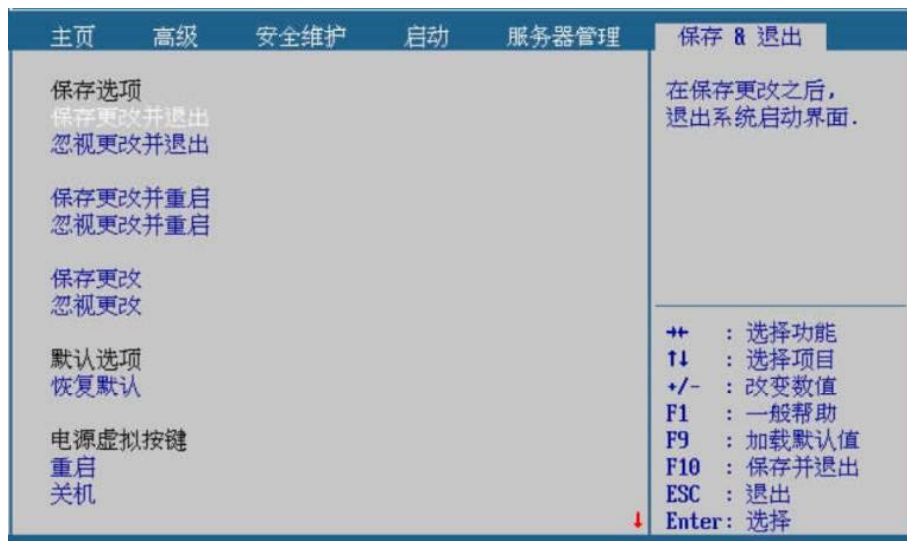 主页 高级 安全维护 启动 服务器管理 保存 & 退出
保存选项
保存更改并退出
忽视更改并退出
保存更改并重启
忽视更改并重启
保存更改
忽视更改
默认选项
恢复默认
电源虚拟按键
重启
关机
在保存更改之后，
退出系统启动界面.
→← : 选择功能
↑↓ : 选择项目
+/- : 改变数值
F1 : 一般帮助
F9 : 加载默认值
F10 : 保存并退出
ESC : 退出
Enter: 选择